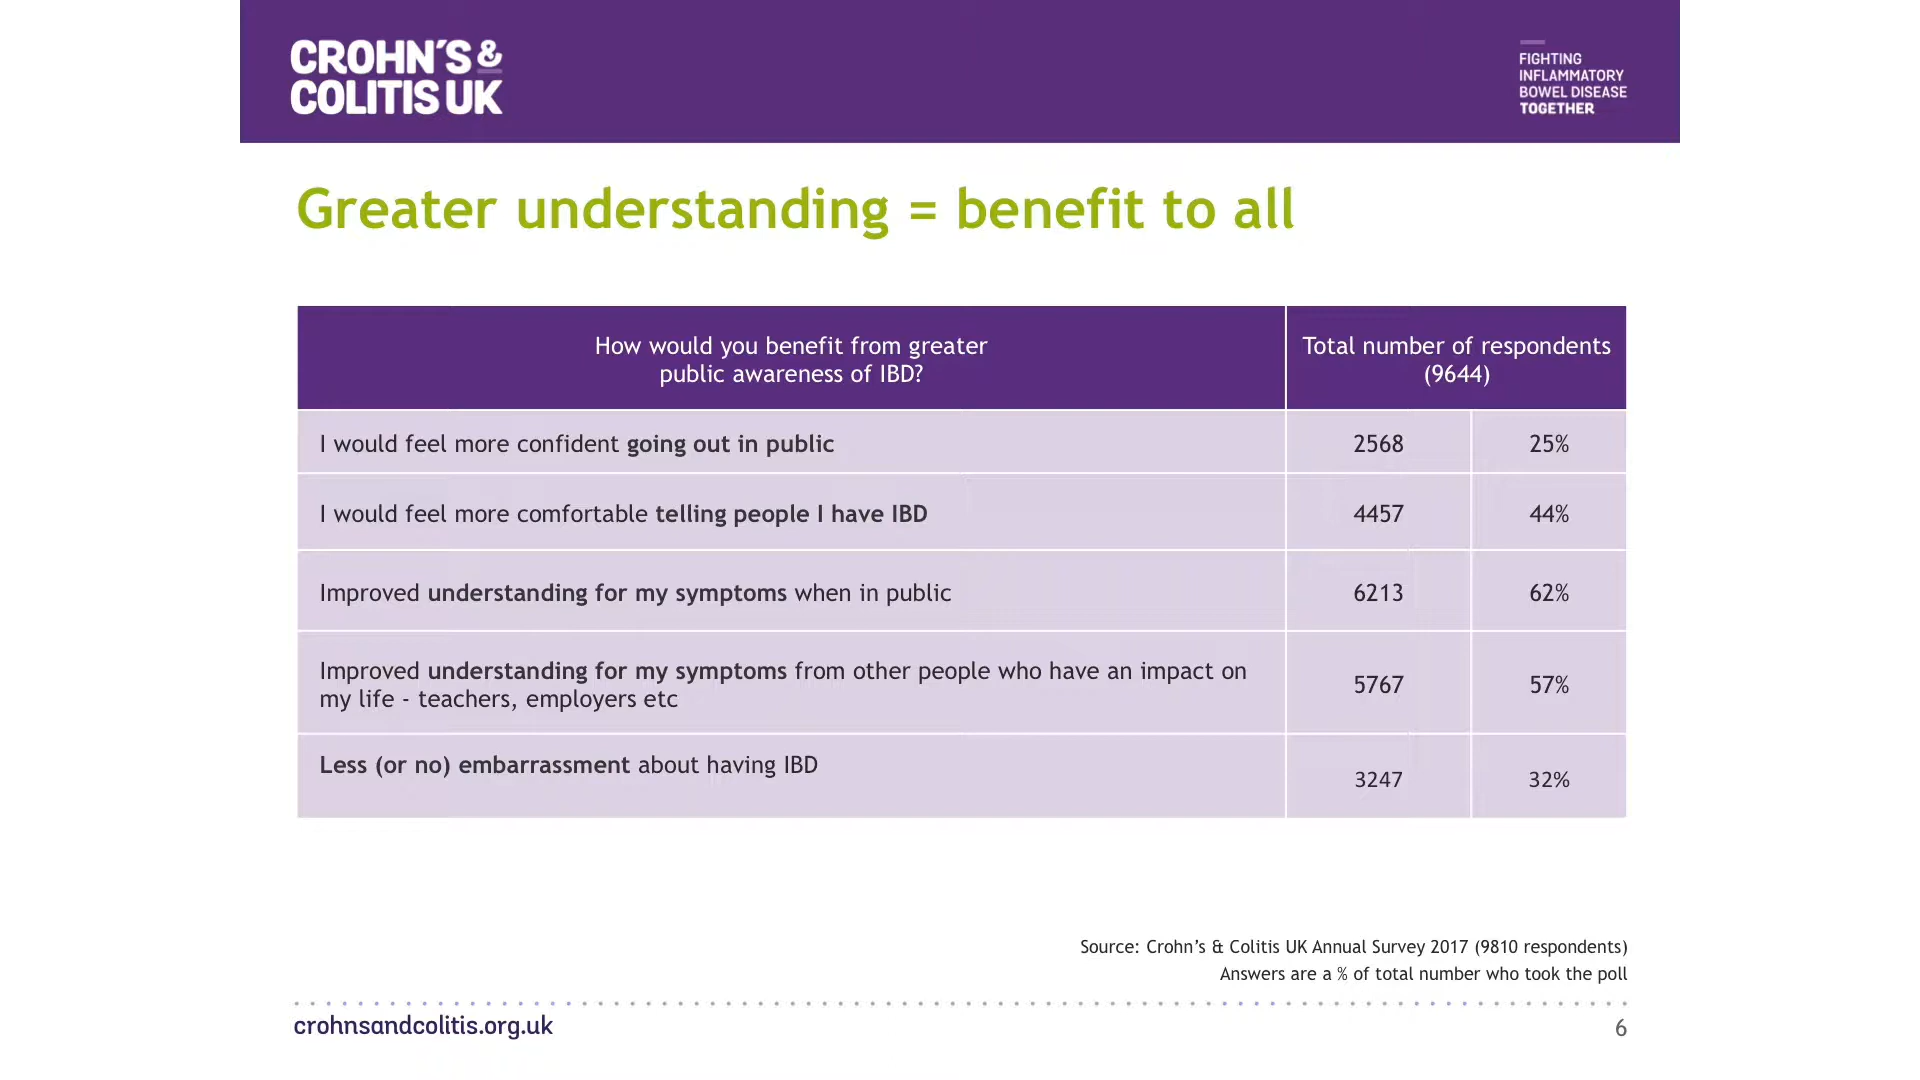 CROHN'S &
COLITIS UK
FIGHTING
INFLAMMATORY
BOWEL DISEASE
TOGETHER
Greater understanding = benefit to all
How would you benefit from greater
public awareness of IBD?
Total number of respondents
(9644)
I would feel more confident going out in public
2568
25%
I would feel more comfortable telling people I have IBD
4457
44%
Improved understanding for my symptoms when in public
6213
62%
Improved understanding for my symptoms from other people who have an impact on
my life - teachers, employers etc
5767
57%
Less (or no) embarrassment about having IBD
3247
32%
Source: Crohn’s & Colitis UK Annual Survey 2017 (9810 respondents)
Answers are a % of total number who took the poll
crohnsandcolitis.org.uk
6